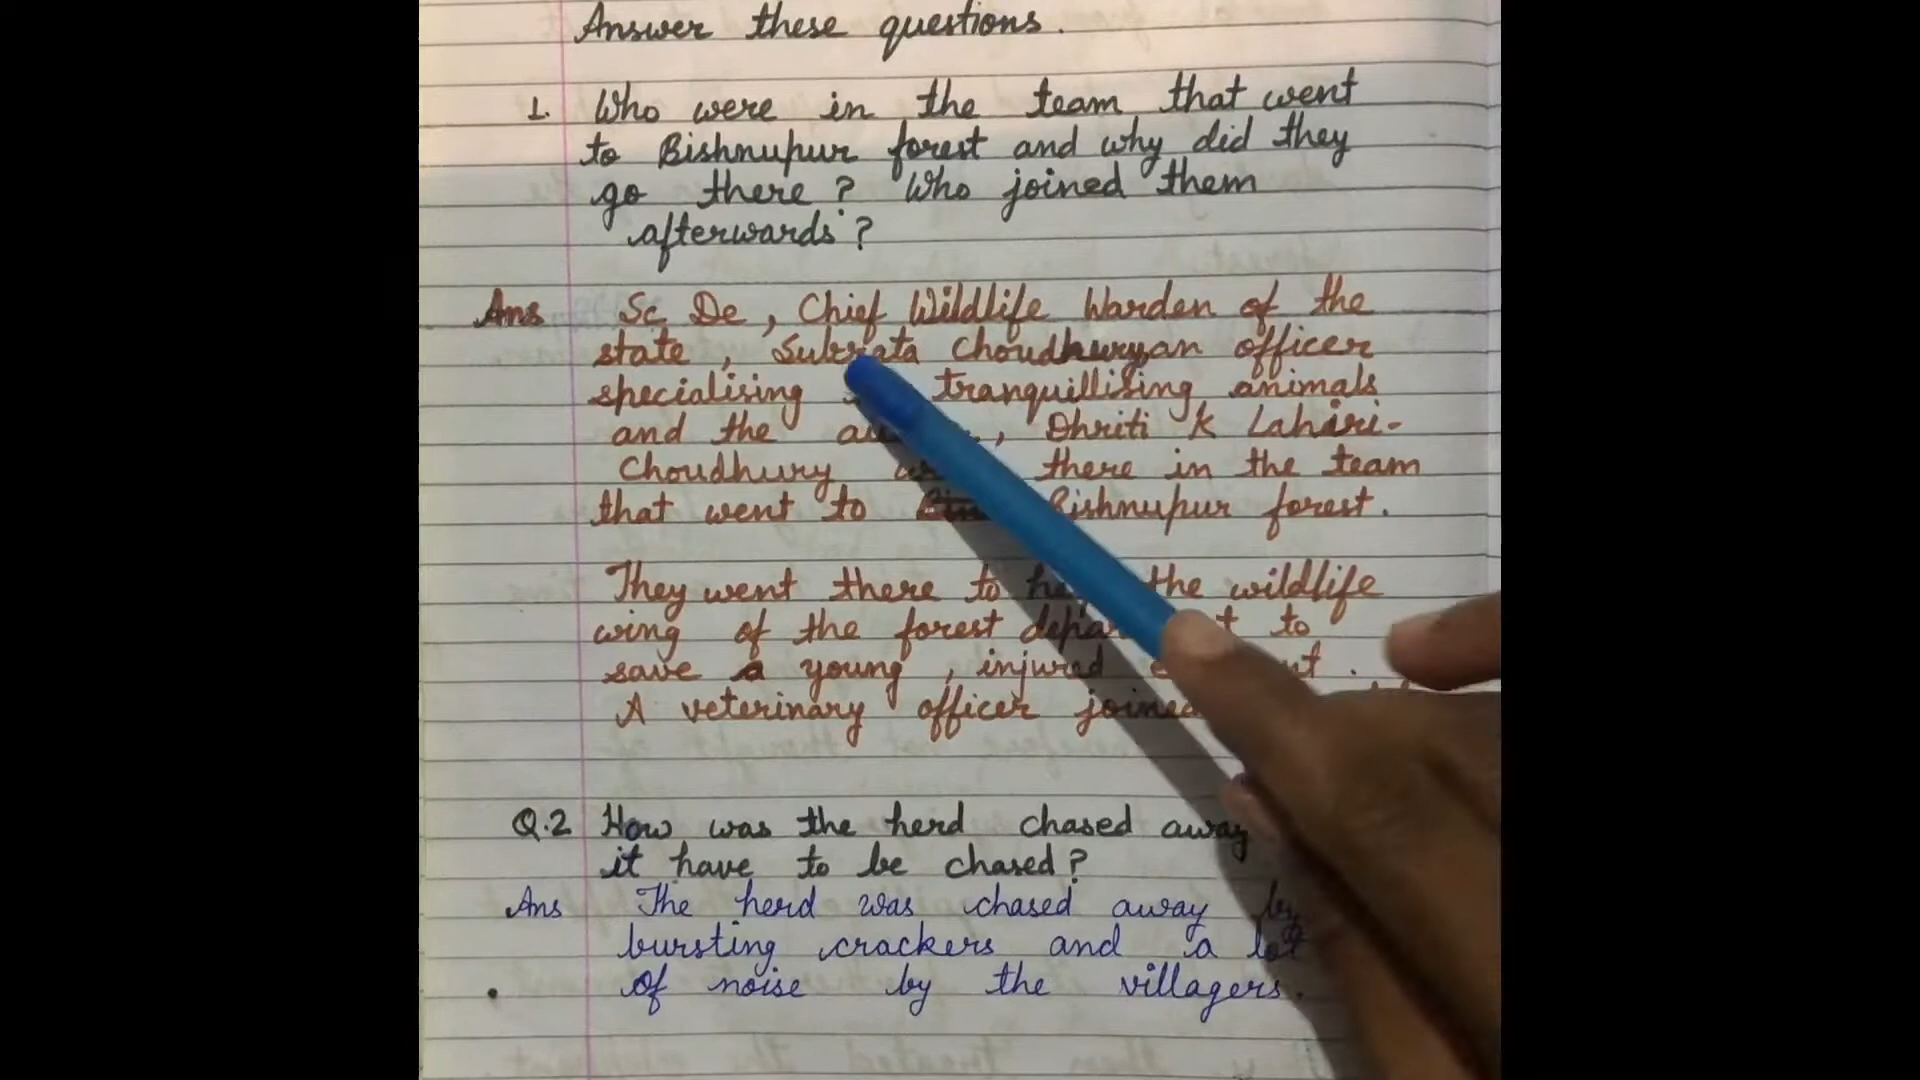 Answer these questions.
1. Who were in the team that went
to Bishnupur forest and why did they
go there? Who joined them
afterwards?
Ans Sc De, Chief Wildlife Warden of the
state, Subrata Choudhury, an officer
specialising tranquillising animals
and the , Dhriti K Lahiri-
Choudhury there in the team
that went to Bishnupur forest.
They went there to the wildlife
wing of the forest to
save a young, injured .
A veterinary officer joined
Q.2 How was the herd chased away
it have to be chased?
Ans The herd was chased away by
bursting crackers and a lot
of noise by the villagers.